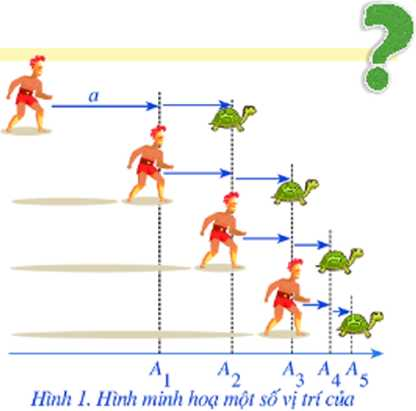 ?
a
A1 A2 A3 A4 A5
Hình 1. Hình minh hoạ một số vị trí của